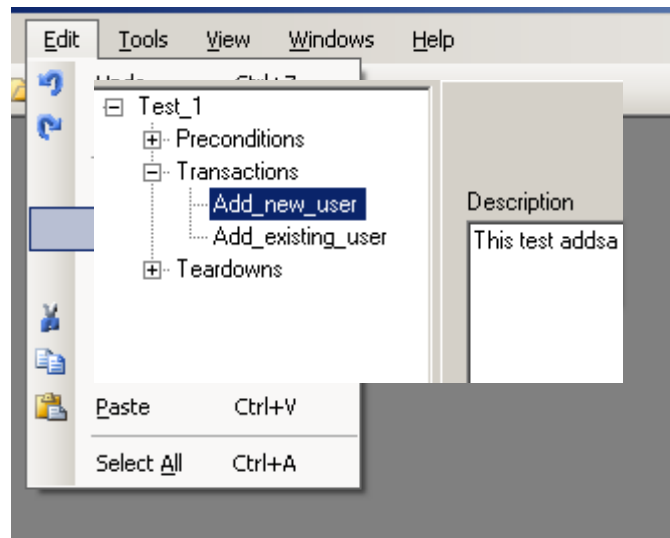 Edit Tools View Windows Help
Test_1
Preconditions
Transactions
Add_new_user
Add_existing_user
Teardowns
Description
This test addsa
Paste Ctrl+V
Select All Ctrl+A